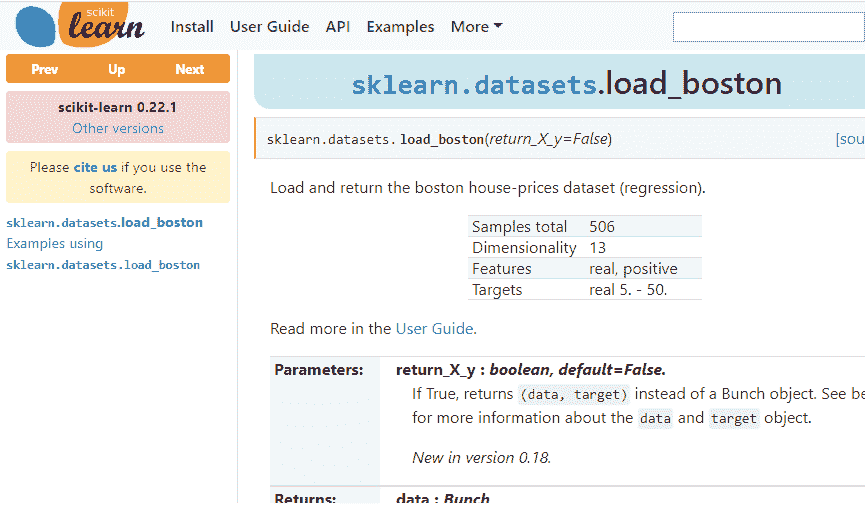 scikit
learn
Install User Guide API Examples More
Prev Up Next
scikit-learn 0.22.1
Other versions
Please cite us if you use the
software.
sklearn.datasets.load_boston
Examples using
sklearn.datasets.load_boston
sklearn.datasets.load_boston
sklearn.datasets.load_boston(return_X_y=False)
[sou
Load and return the boston house-prices dataset (regression).
Samples total 506
Dimensionality 13
Features real, positive
Targets real 5. - 50.
Read more in the User Guide.
Parameters: return_X_y : boolean, default=False.
If True, returns (data, target) instead of a Bunch object. See be
for more information about the data and target object.
New in version 0.18.
Returns: data : Bunch